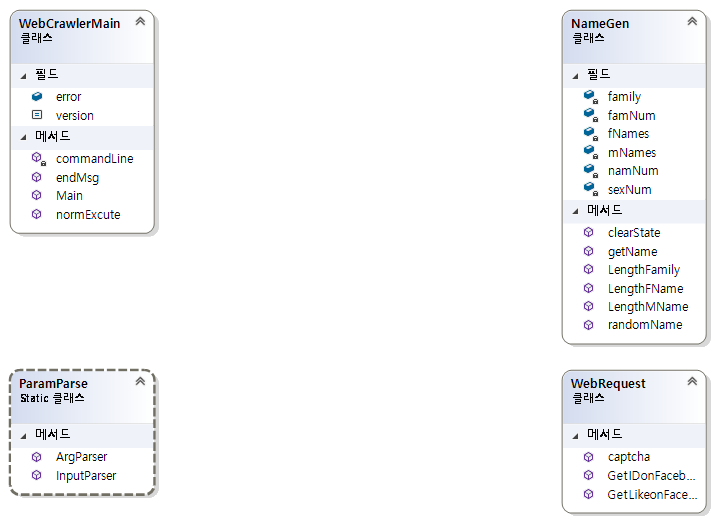 WebCrawlerMain
클래스
필드
error
version
메서드
commandLine
endMsg
Main
normExcute
NameGen
클래스
필드
family
famNum
fNames
mNames
namNum
sexNum
메서드
clearState
getName
LengthFamily
LengthFName
LengthMName
randomName
ParamParse
Static 클래스
메서드
ArgParser
InputParser
WebRequest
클래스
메서드
captcha
GetIDonFaceb...
GetLikeonFace...